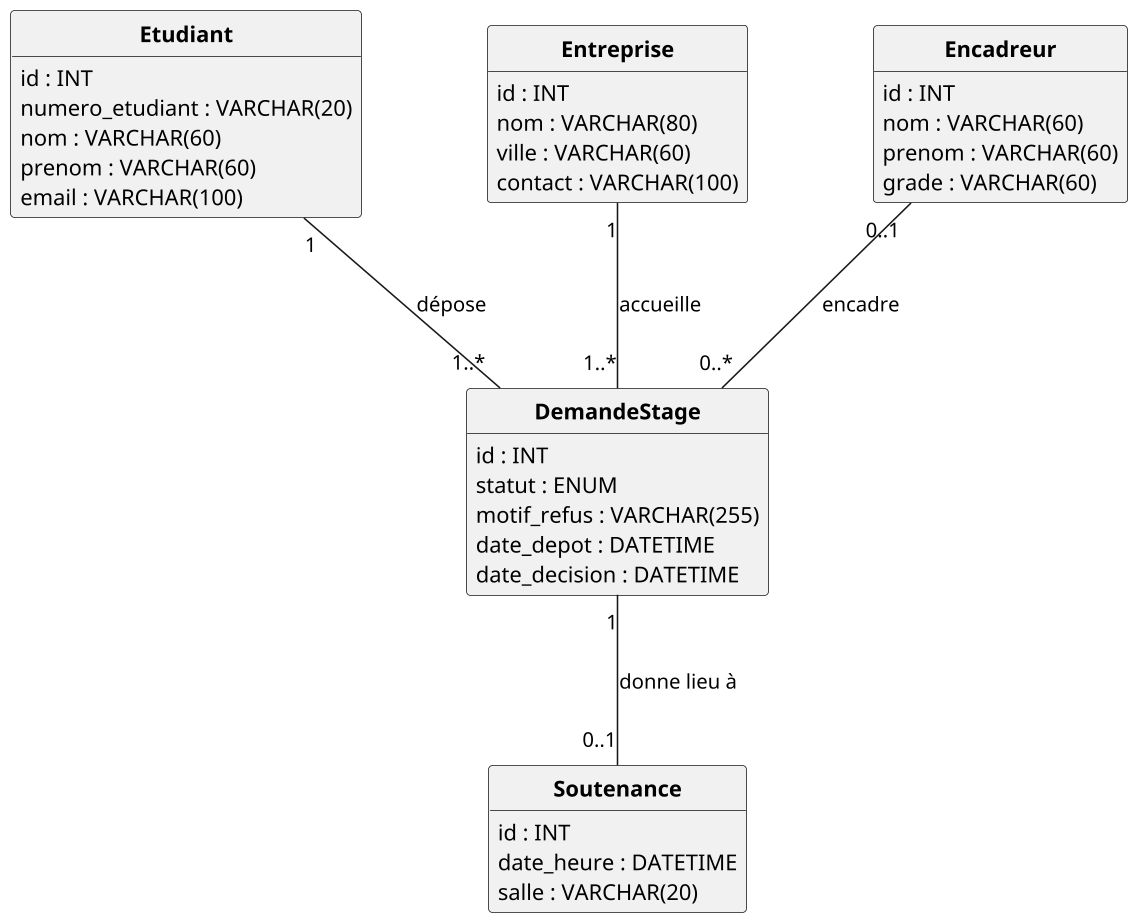 Etudiant
id : INT
numero_etudiant : VARCHAR(20)
nom : VARCHAR(60)
prenom : VARCHAR(60)
email : VARCHAR(100)
Entreprise
id : INT
nom : VARCHAR(80)
ville : VARCHAR(60)
contact : VARCHAR(100)
Encadreur
id : INT
nom : VARCHAR(60)
prenom : VARCHAR(60)
grade : VARCHAR(60)
1
1
0..1
dépose
accueille
encadre
1..*
1..*
0..*
DemandeStage
id : INT
statut : ENUM
motif_refus : VARCHAR(255)
date_depot : DATETIME
date_decision : DATETIME
1
donne lieu à
0..1
Soutenance
id : INT
date_heure : DATETIME
salle : VARCHAR(20)